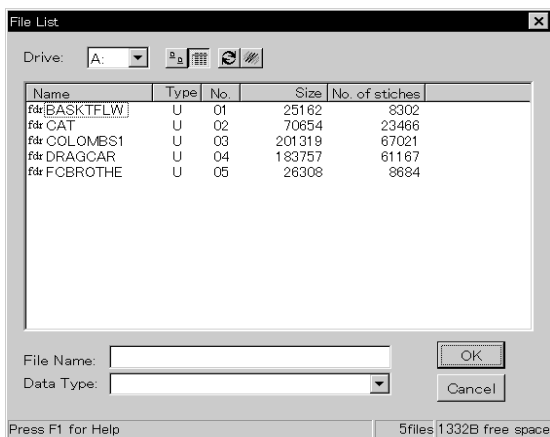 File List
Drive: A:
Name Type No. Size No. of stiches
fdr BASKTFLW U 01 25162 8302
fdr CAT U 02 70654 23466
fdr COLOMBS1 U 03 201319 67021
fdr DRAGCAR U 04 183757 61167
fdr FCBROTHE U 05 26308 8684
File Name: OK
Data Type: Cancel
Press F1 for Help 5files 1332B free space